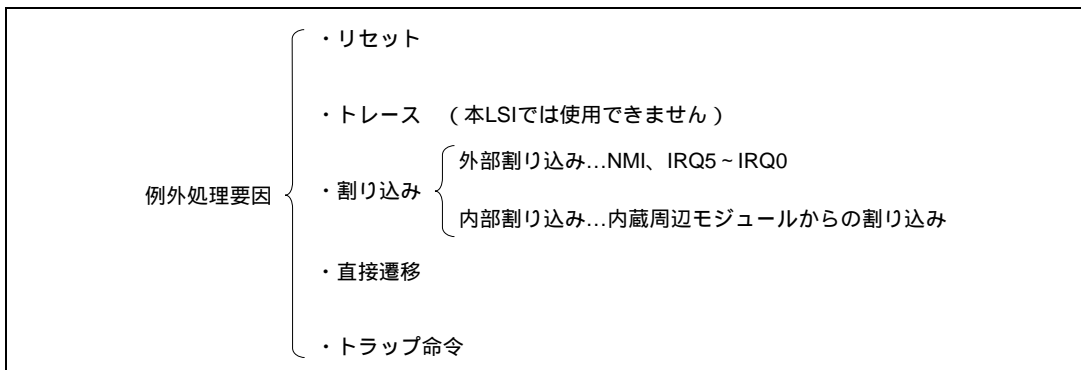 ・リセット
・トレース　（本LSIでは使用できません）
外部割り込み…NMI、IRQ5～IRQ0
例外処理要因
・割り込み
内部割り込み…内蔵周辺モジュールからの割り込み
・直接遷移
・トラップ命令